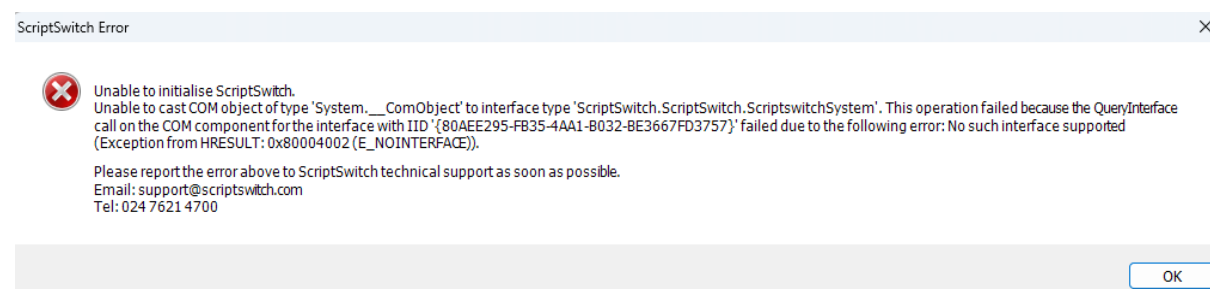 ScriptSwitch Error
Unable to initialise ScriptSwitch.
Unable to cast COM object of type 'System.__ComObject' to interface type 'ScriptSwitch.ScriptSwitch.ScriptswitchSystem'. This operation failed because the QueryInterface
call on the COM component for the interface with IID '{80AEE295-FB35-4AA1-B032-BE3667FD3757}' failed due to the following error: No such interface supported
(Exception from HRESULT: 0x80004002 (E_NOINTERFACE)).
Please report the error above to ScriptSwitch technical support as soon as possible.
Email: support@scriptswitch.com
Tel: 024 7621 4700
OK